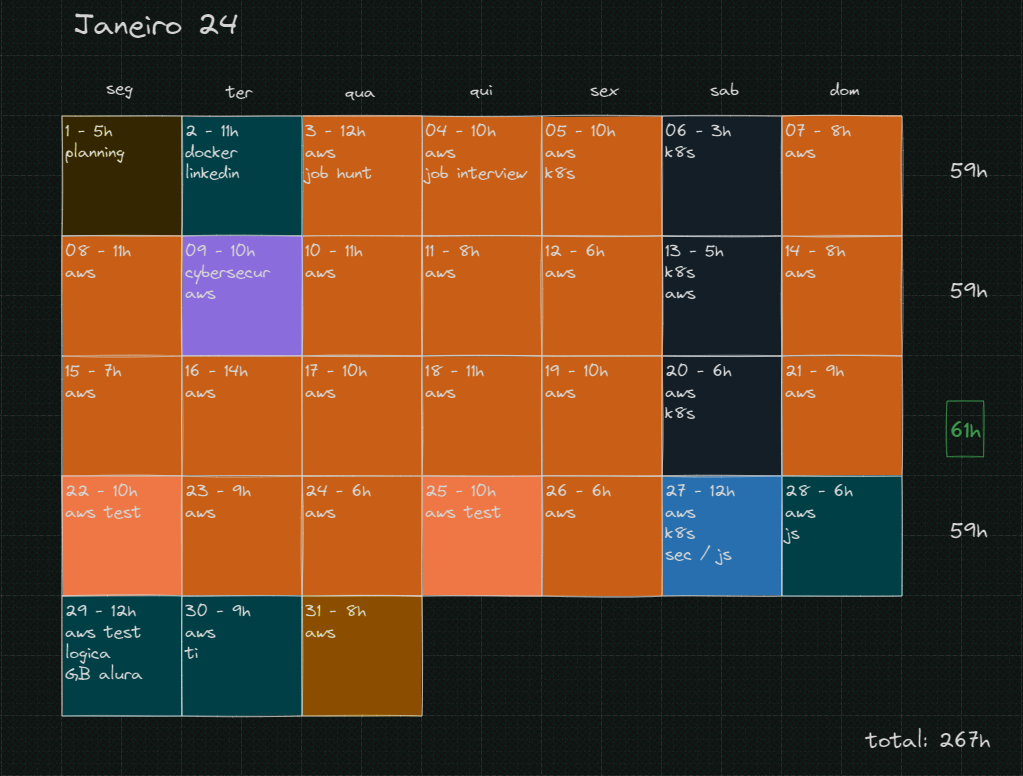 Janeiro 24
seg ter qua qui sex sab dom
1 - 5h
planning
2 - 11h
docker
linkedin
3 - 12h
aws
job hunt
04 - 10h
aws
job interview
05 - 10h
aws
k8s
06 - 3h
k8s
07 - 8h
aws
59h
08 - 11h
aws
09 - 10h
cybersecur
aws
10 - 11h
aws
11 - 8h
aws
12 - 6h
aws
13 - 5h
k8s
aws
14 - 8h
aws
59h
15 - 7h
aws
16 - 14h
aws
17 - 10h
aws
18 - 11h
aws
19 - 10h
aws
20 - 6h
aws
k8s
21 - 9h
aws
61h
22 - 10h
aws test
23 - 9h
aws
24 - 6h
aws
25 - 10h
aws test
26 - 6h
aws
27 - 12h
aws
k8s
sec / js
28 - 6h
aws
js
59h
29 - 12h
aws test
logica
GB alura
30 - 9h
aws
ti
31 - 8h
aws
total: 267h